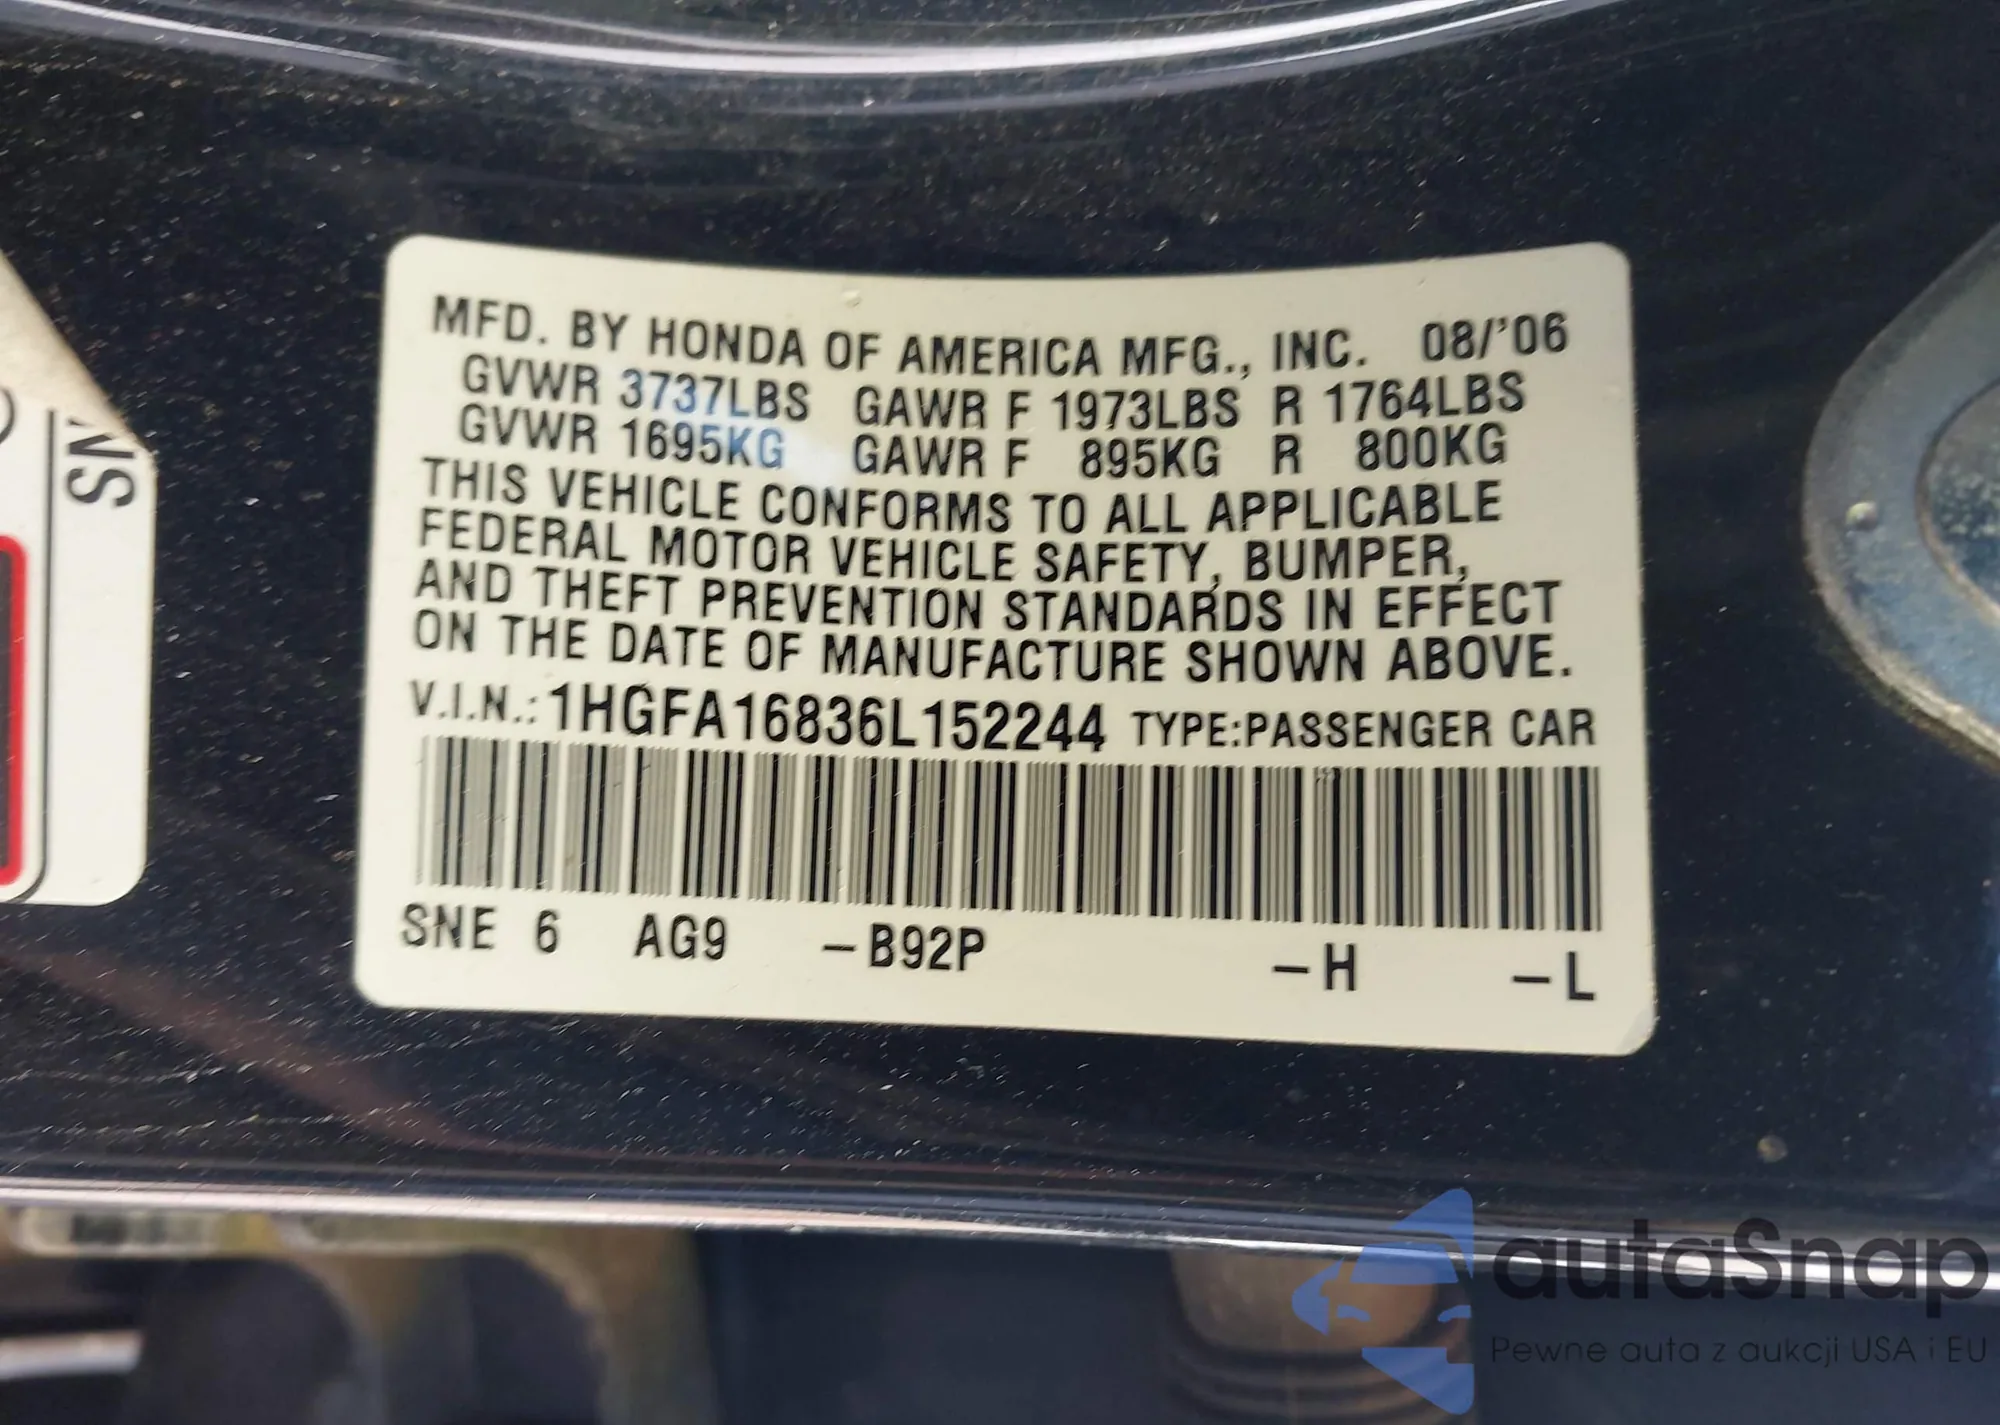 MFD. BY HONDA OF AMERICA MFG., INC. 08/'06
GVWR 3737LBS GAWR F 1973LBS R 1764LBS
GVWR 1695KG GAWR F 895KG R 800KG
THIS VEHICLE CONFORMS TO ALL APPLICABLE
FEDERAL MOTOR VEHICLE SAFETY, BUMPER,
AND THEFT PREVENTION STANDARDS IN EFFECT
ON THE DATE OF MANUFACTURE SHOWN ABOVE.
V.I.N.: 1HGFA16836L152244 TYPE:PASSENGER CAR
SNE 6 AG9 –B92P –H –L
autaSnap
Pewne auta z aukcji USA i EU